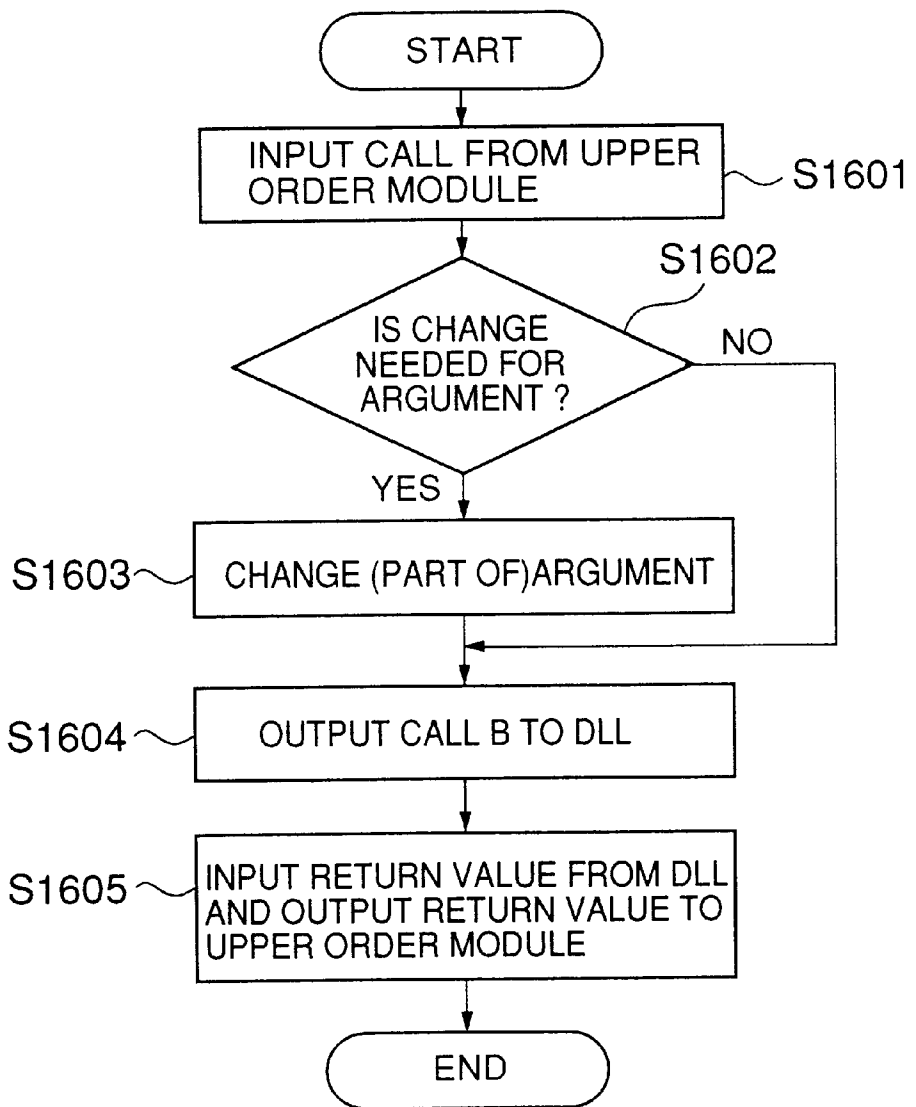 START
INPUT CALL FROM UPPER
ORDER MODULE
S1601
S1602
IS CHANGE
NEEDED FOR
ARGUMENT ?
NO
YES
S1603
CHANGE (PART OF)ARGUMENT
S1604
OUTPUT CALL B TO DLL
S1605
INPUT RETURN VALUE FROM DLL
AND OUTPUT RETURN VALUE TO
UPPER ORDER MODULE
END